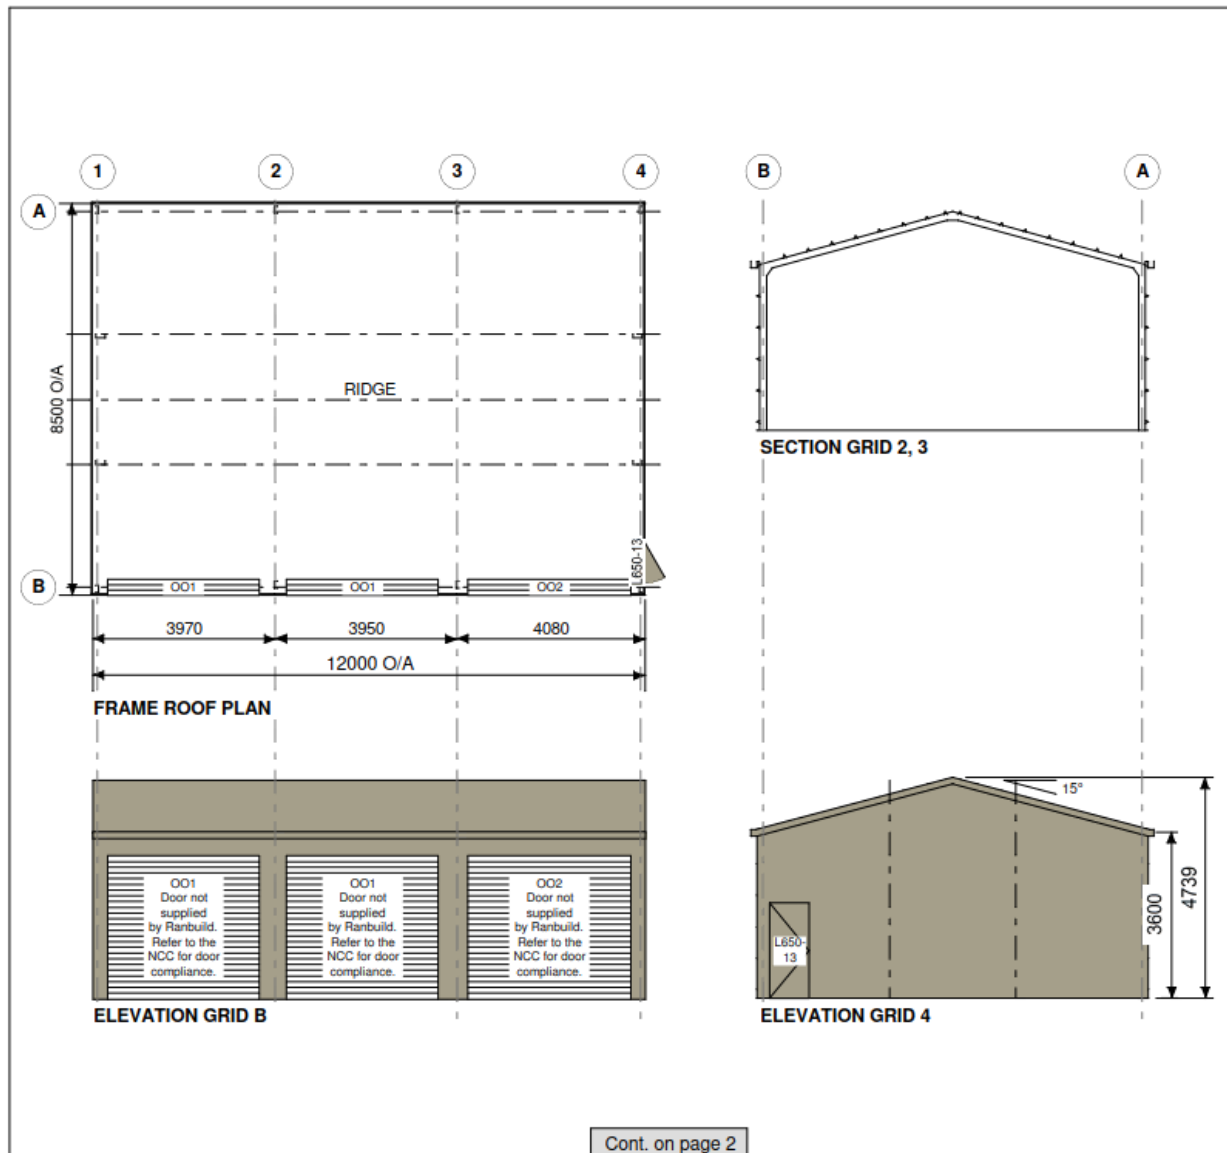 1
2
3
4
B
A
A
8500 O/A
RIDGE
SECTION GRID 2, 3
L650-13
B
OO1
OO1
OO2
3970
3950
4080
12000 O/A
FRAME ROOF PLAN
15°
OO1
Door not
supplied
by Ranbuild.
Refer to the
NCC for door
compliance.
OO1
Door not
supplied
by Ranbuild.
Refer to the
NCC for door
compliance.
OO2
Door not
supplied
by Ranbuild.
Refer to the
NCC for door
compliance.
L650-
13
3600
4739
ELEVATION GRID B
ELEVATION GRID 4
Cont. on page 2